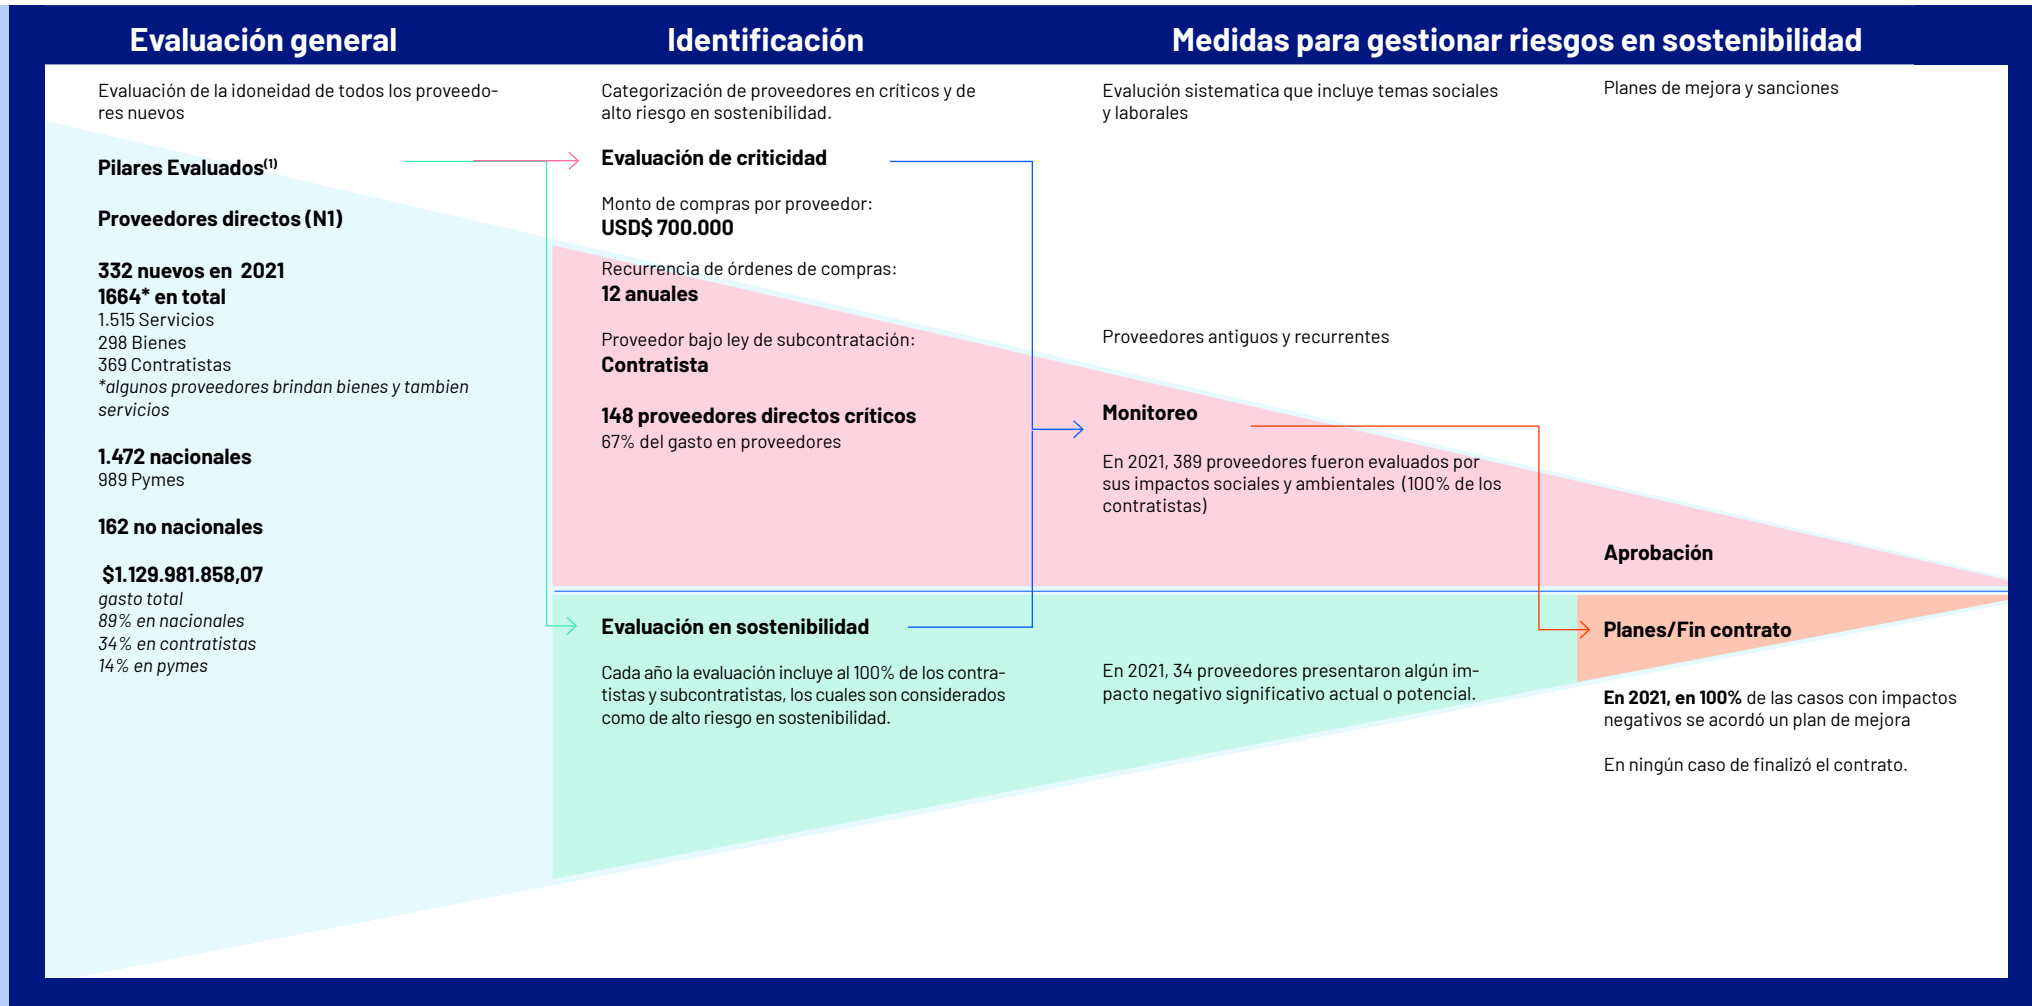 Evaluación general
Identificación
Medidas para gestionar riesgos en sostenibilidad
Evaluación de la idoneidad de todos los proveedo-
res nuevos
Pilares Evaluados(1)
Proveedores directos (N1)
332 nuevos en 2021
1664* en total
1.515 Servicios
298 Bienes
369 Contratistas
*algunos proveedores brindan bienes y tambien
servicios
1.472 nacionales
989 Pymes
162 no nacionales
$1.129.981.858,07
gasto total
89% en nacionales
34% en contratistas
14% en pymes
Categorización de proveedores en críticos y de
alto riesgo en sostenibilidad.
Evaluación de criticidad
Monto de compras por proveedor:
USD$ 700.000
Recurrencia de órdenes de compras:
12 anuales
Proveedor bajo ley de subcontratación:
Contratista
148 proveedores directos críticos
67% del gasto en proveedores
Evaluación en sostenibilidad
Cada año la evaluación incluye al 100% de los contra-
tistas y subcontratistas, los cuales son considerados
como de alto riesgo en sostenibilidad.
Evalución sistematica que incluye temas sociales
y laborales
Proveedores antiguos y recurrentes
Monitoreo
En 2021, 389 proveedores fueron evaluados por
sus impactos sociales y ambientales (100% de los
contratistas)
En 2021, 34 proveedores presentaron algún im-
pacto negativo significativo actual o potencial.
Planes de mejora y sanciones
Aprobación
Planes/Fin contrato
En 2021, en 100% de las casos con impactos
negativos se acordó un plan de mejora
En ningún caso de finalizó el contrato.